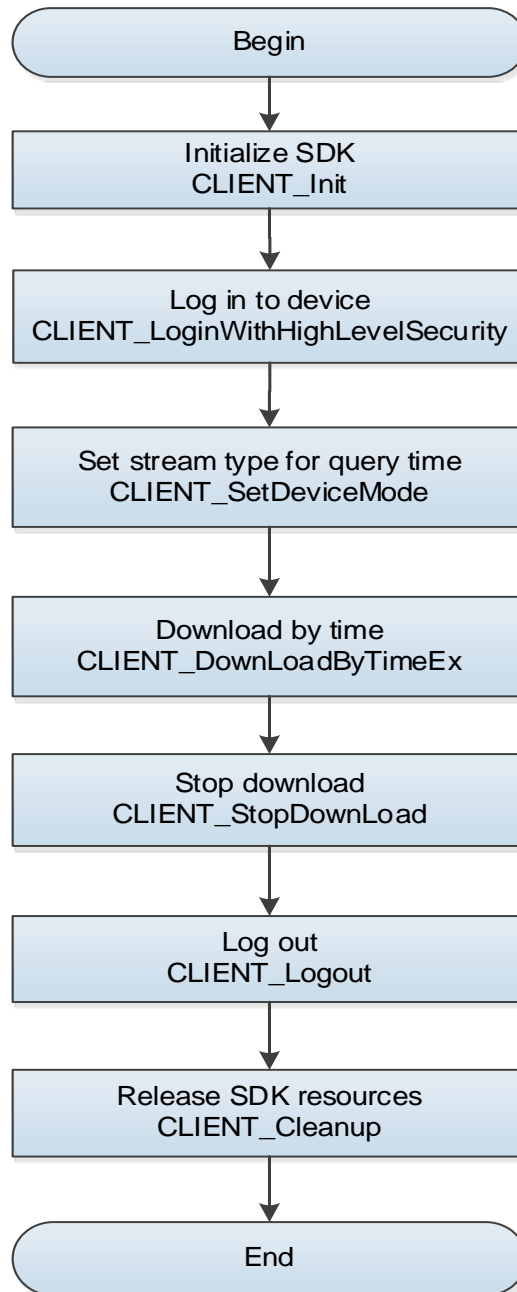 Begin
Initialize SDK
CLIENT_Init
Log in to device
CLIENT_LoginWithHighLevelSecurity
Set stream type for query time
CLIENT_SetDeviceMode
Download by time
CLIENT_DownLoadByTimeEx
Stop download
CLIENT_StopDownLoad
Log out
CLIENT_Logout
Release SDK resources
CLIENT_Cleanup
End